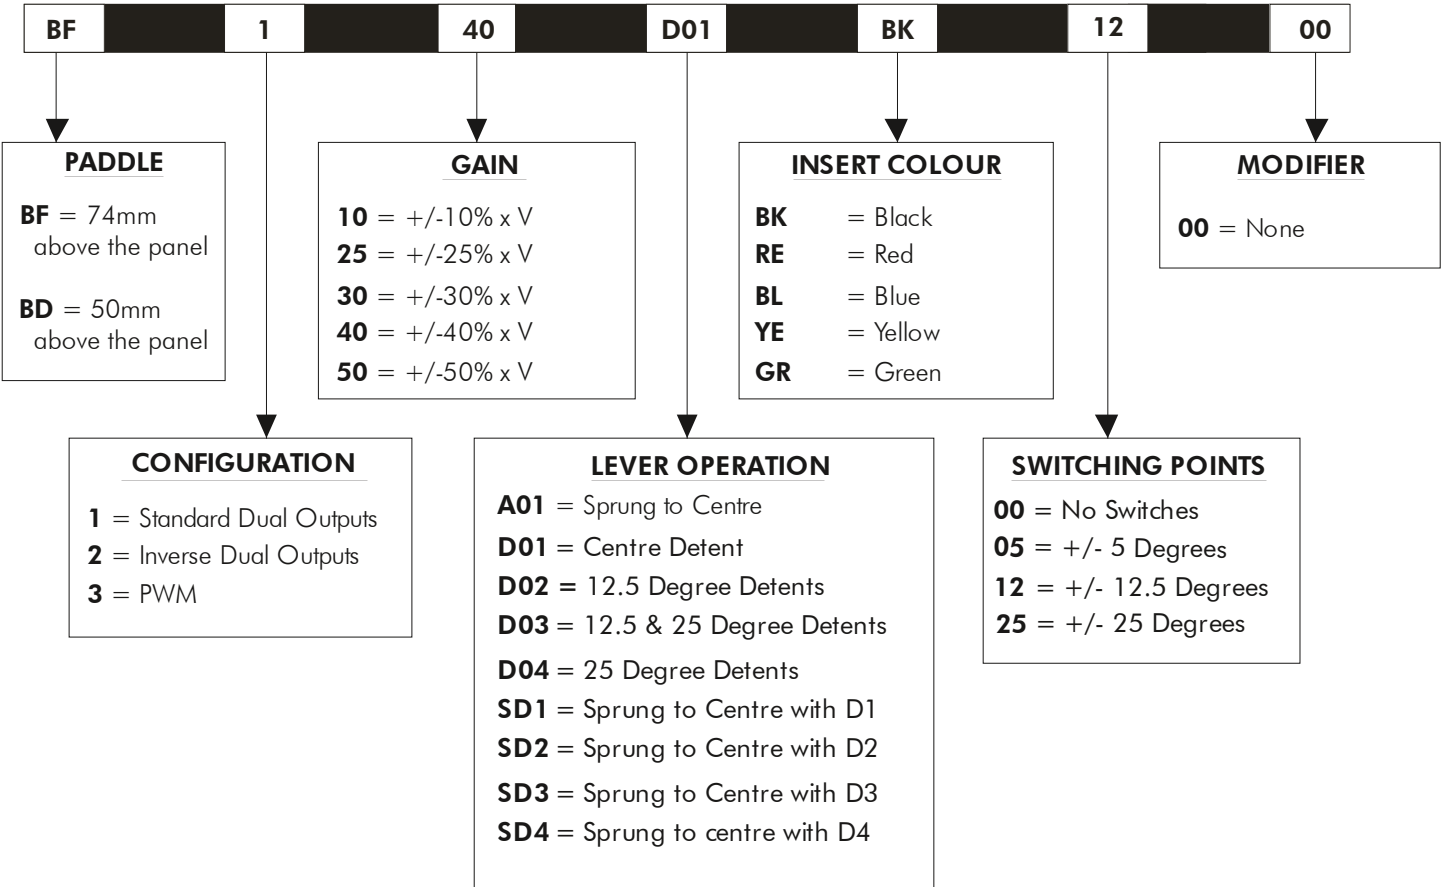 BF 1 40 D01 BK 12 00
PADDLE
BF = 74mm
above the panel
BD = 50mm
above the panel
GAIN
10 = +/-10% x V
25 = +/-25% x V
30 = +/-30% x V
40 = +/-40% x V
50 = +/-50% x V
INSERT COLOUR
BK = Black
RE = Red
BL = Blue
YE = Yellow
GR = Green
MODIFIER
00 = None
CONFIGURATION
1 = Standard Dual Outputs
2 = Inverse Dual Outputs
3 = PWM
LEVER OPERATION
A01 = Sprung to Centre
D01 = Centre Detent
D02 = 12.5 Degree Detents
D03 = 12.5 & 25 Degree Detents
D04 = 25 Degree Detents
SD1 = Sprung to Centre with D1
SD2 = Sprung to Centre with D2
SD3 = Sprung to Centre with D3
SD4 = Sprung to centre with D4
SWITCHING POINTS
00 = No Switches
05 = +/- 5 Degrees
12 = +/- 12.5 Degrees
25 = +/- 25 Degrees